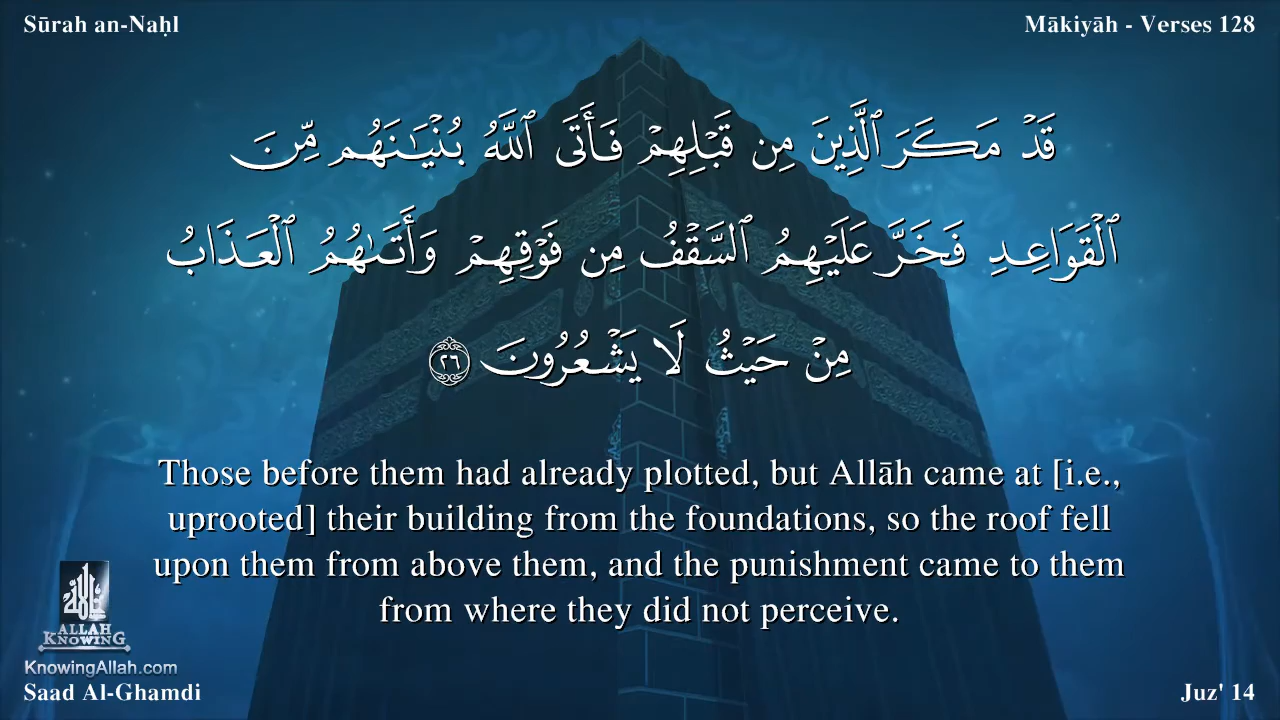 Sūrah an-Naḥl
Mākiyāh - Verses 128
قَدْ مَكَرَ ٱلَّذِينَ مِن قَبْلِهِمْ فَأَتَى ٱللَّهُ بُنْيَـٰنَهُم مِّنَ
ٱلْقَوَاعِدِ فَخَرَّ عَلَيْهِمُ ٱلسَّقْفُ مِن فَوْقِهِمْ وَأَتَىٰهُمُ ٱلْعَذَابُ
مِنْ حَيْثُ لَا يَشْعُرُونَ ٢٦
Those before them had already plotted, but Allāh came at [i.e.,
uprooted] their building from the foundations, so the roof fell
upon them from above them, and the punishment came to them
from where they did not perceive.
ALLAH
KNOWING
KnowingAllah.com
Saad Al-Ghamdi
Juz' 14